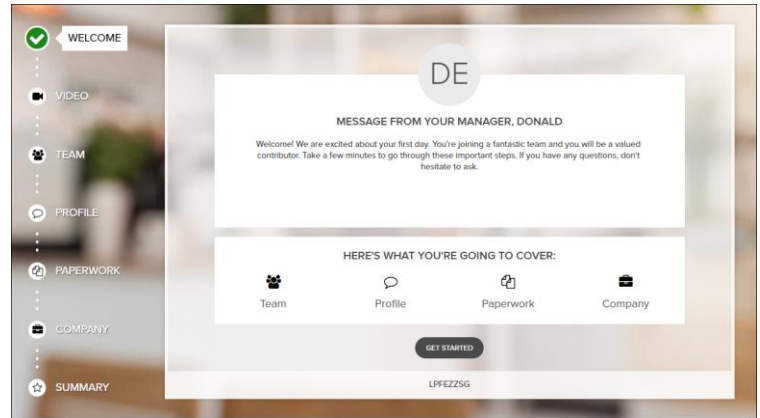 WELCOME
VIDEO
TEAM
PROFILE
PAPERWORK
COMPANY
SUMMARY
DE
MESSAGE FROM YOUR MANAGER, DONALD
Welcome! We are excited about your first day. You're joining a fantastic team and you will be a valued
contributor. Take a few minutes to go through these important steps. If you have any questions, don't
hesitate to ask.
HERE'S WHAT YOU'RE GOING TO COVER:
Team Profile Paperwork Company
GET STARTED
LPFEZZSG